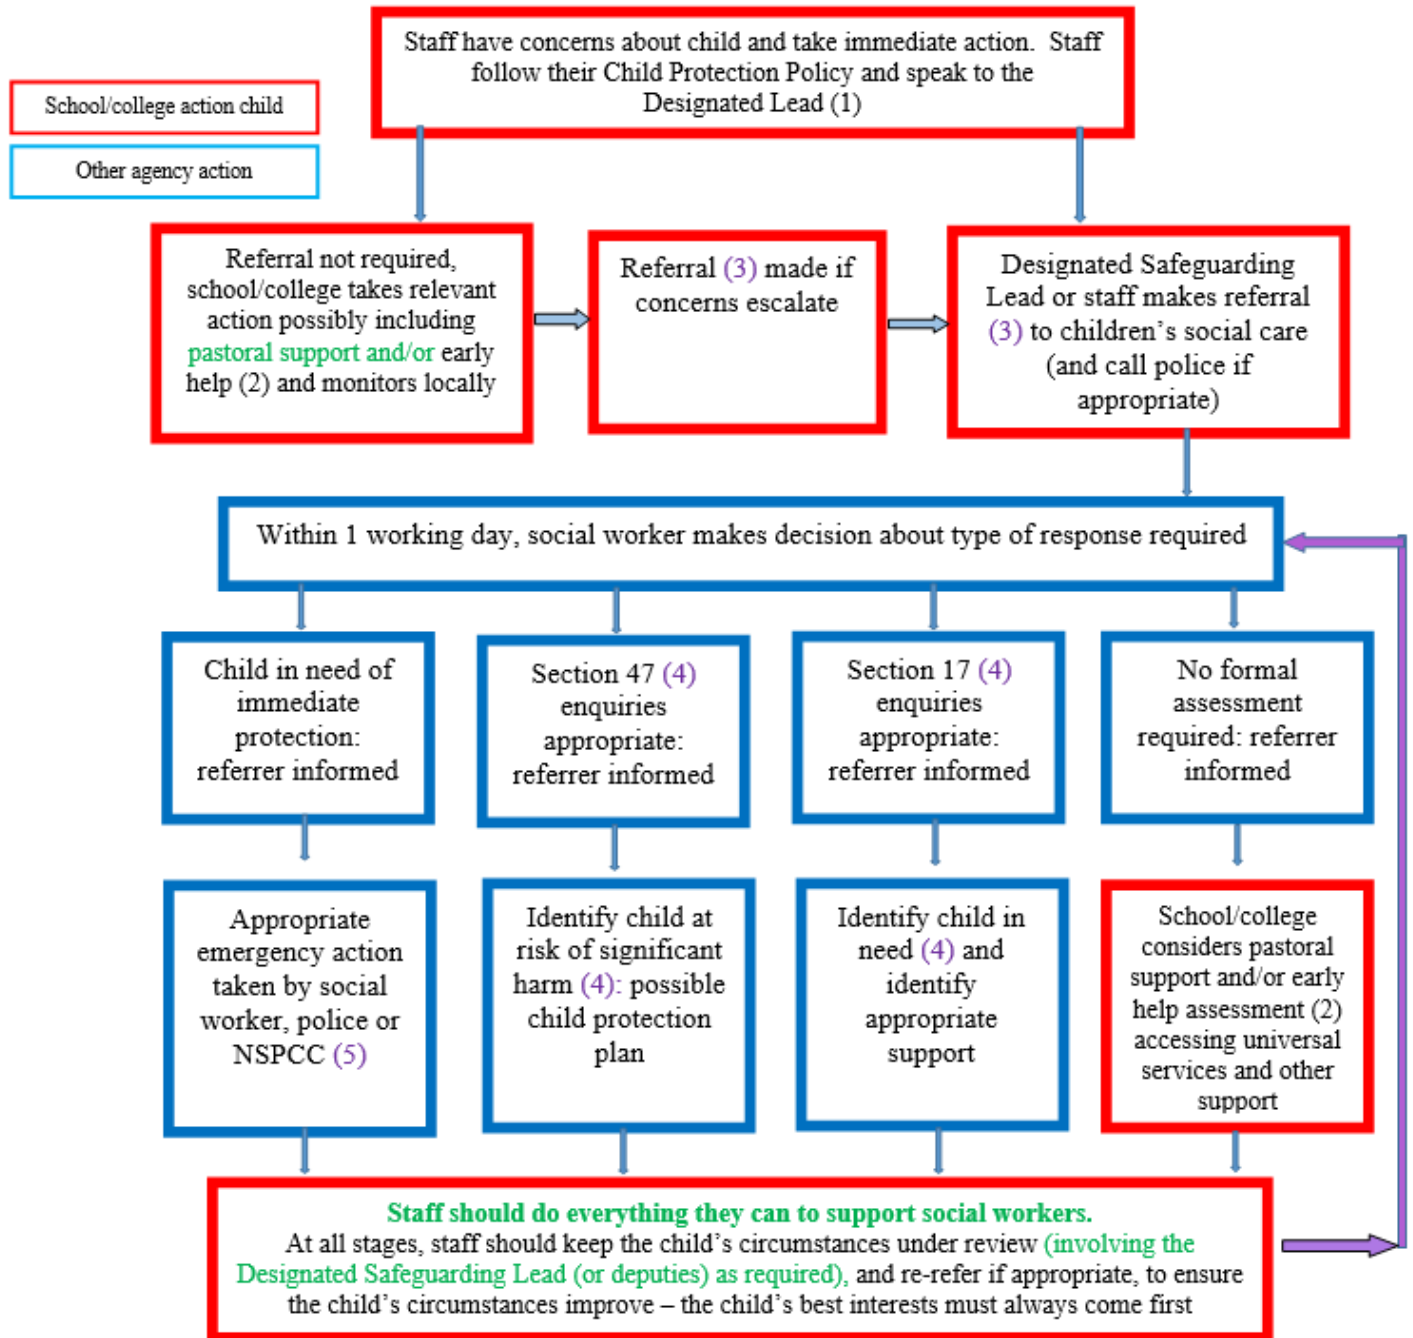 Staff have concerns about child and take immediate action. Staff
follow their Child Protection Policy and speak to the
Designated Lead (1)
School/college action child
Other agency action
Referral not required,
school/college takes relevant
action possibly including
pastoral support and/or early
help (2) and monitors locally
Referral (3) made if
concerns escalate
Designated Safeguarding
Lead or staff makes referral
(3) to children’s social care
(and call police if
appropriate)
Within 1 working day, social worker makes decision about type of response required
Child in need of
immediate
protection:
referrer informed
Section 47 (4)
enquiries
appropriate:
referrer informed
Section 17 (4)
enquiries
appropriate:
referrer informed
No formal
assessment
required: referrer
informed
Appropriate
emergency action
taken by social
worker, police or
NSPCC (5)
Identify child at
risk of significant
harm (4): possible
child protection
plan
Identify child in
need (4) and
identify
appropriate
support
School/college
considers pastoral
support and/or early
help assessment (2)
accessing universal
services and other
support
Staff should do everything they can to support social workers.
At all stages, staff should keep the child’s circumstances under review (involving the
Designated Safeguarding Lead (or deputies) as required), and re-refer if appropriate, to ensure
the child’s circumstances improve – the child’s best interests must always come first